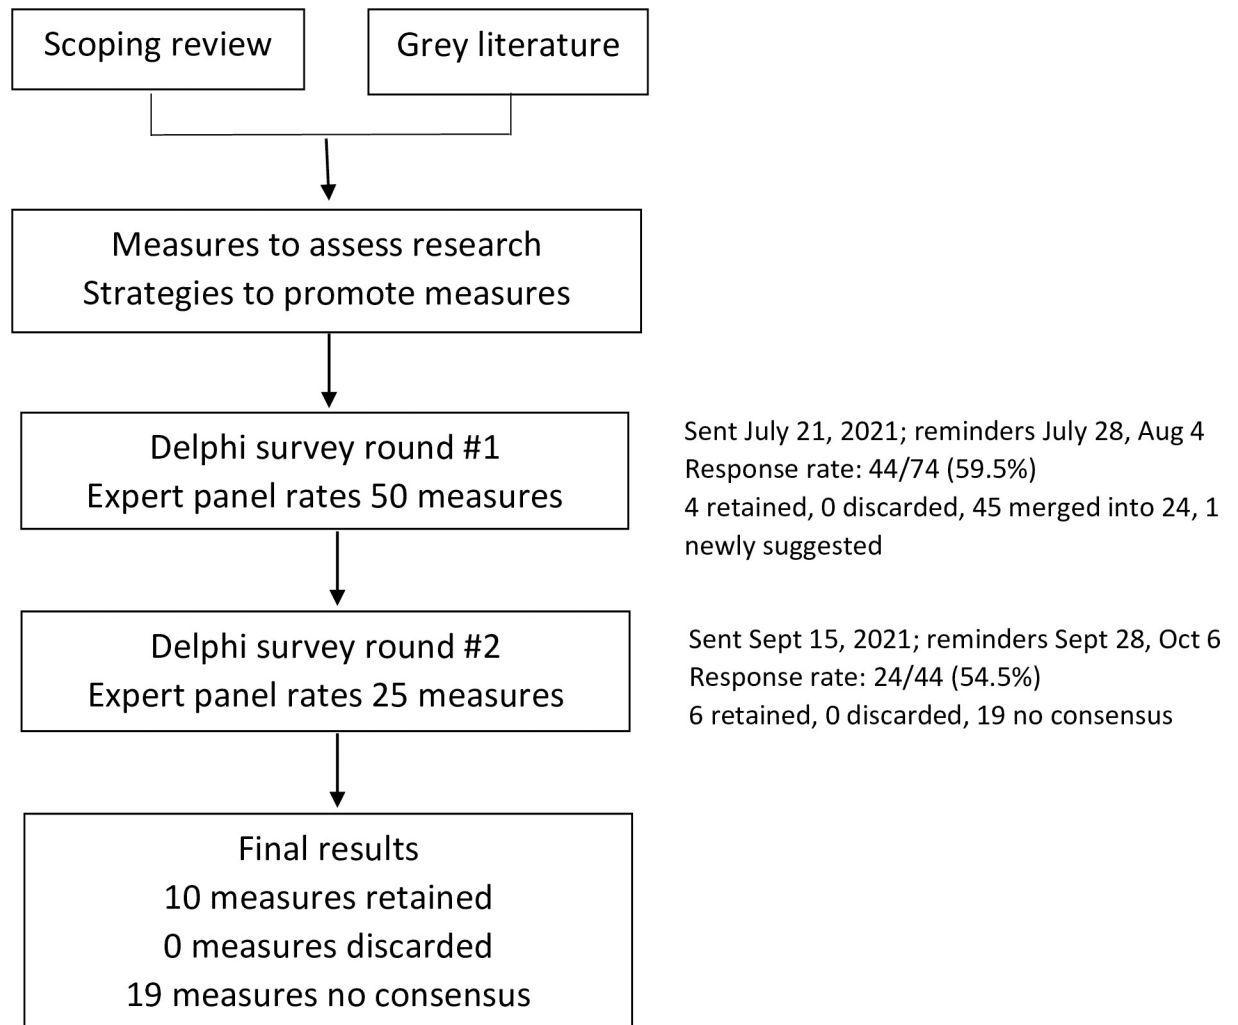 Scoping review
Grey literature
Measures to assess research
Strategies to promote measures
Delphi survey round #1
Expert panel rates 50 measures
Sent July 21, 2021; reminders July 28, Aug 4
Response rate: 44/74 (59.5%)
4 retained, 0 discarded, 45 merged into 24, 1
newly suggested
Delphi survey round #2
Expert panel rates 25 measures
Sent Sept 15, 2021; reminders Sept 28, Oct 6
Response rate: 24/44 (54.5%)
6 retained, 0 discarded, 19 no consensus
Final results
10 measures retained
0 measures discarded
19 measures no consensus